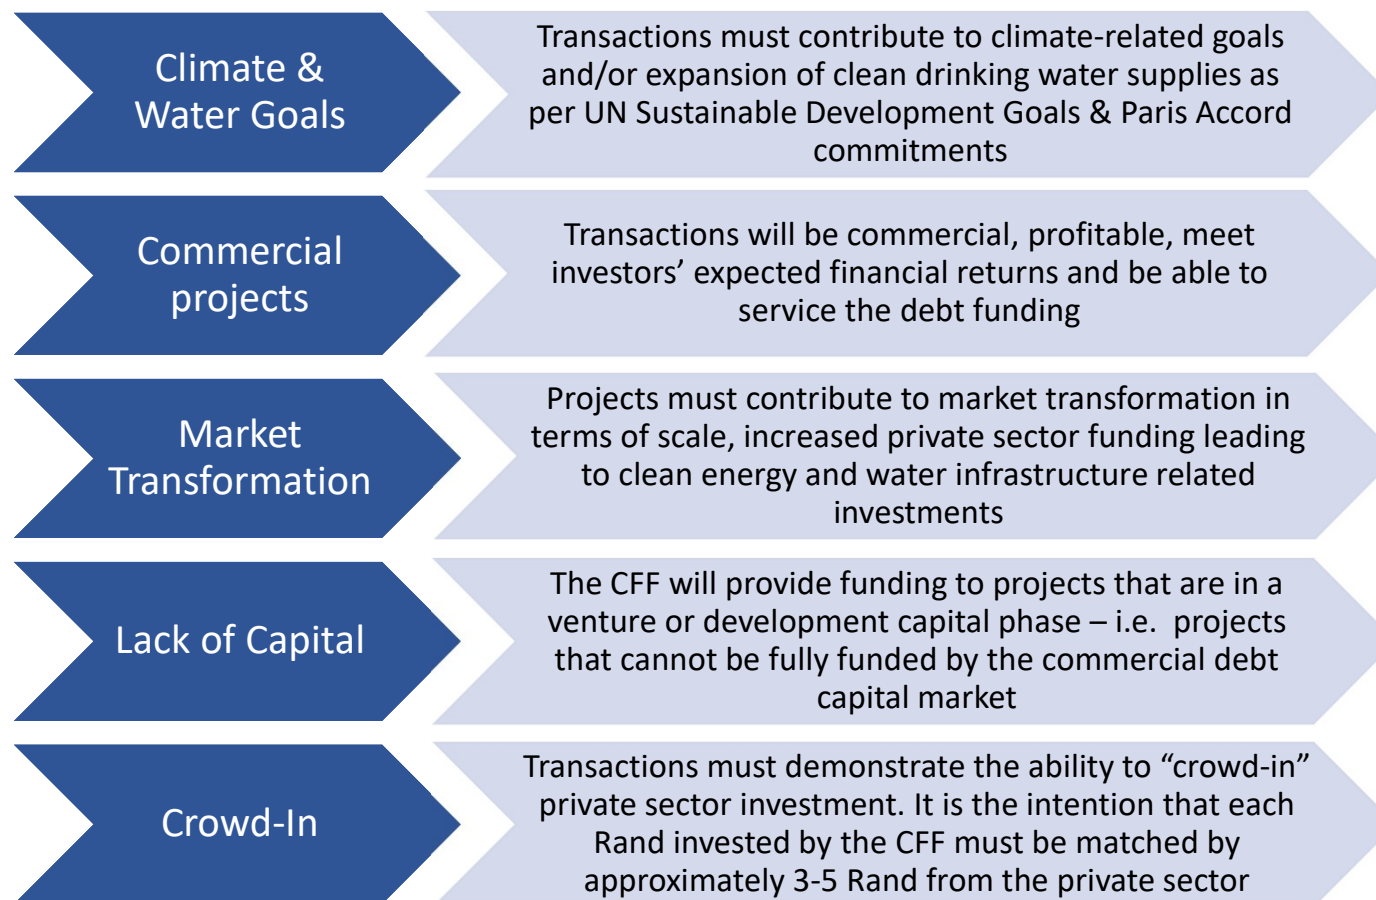 Climate &
Water Goals
Transactions must contribute to climate-related goals
and/or expansion of clean drinking water supplies as
per UN Sustainable Development Goals & Paris Accord
commitments
Commercial
projects
Transactions will be commercial, profitable, meet
investors’ expected financial returns and be able to
service the debt funding
Market
Transformation
Projects must contribute to market transformation in
terms of scale, increased private sector funding leading
to clean energy and water infrastructure related
investments
Lack of Capital
The CFF will provide funding to projects that are in a
venture or development capital phase – i.e. projects
that cannot be fully funded by the commercial debt
capital market
Crowd-In
Transactions must demonstrate the ability to “crowd-in”
private sector investment. It is the intention that each
Rand invested by the CFF must be matched by
approximately 3-5 Rand from the private sector